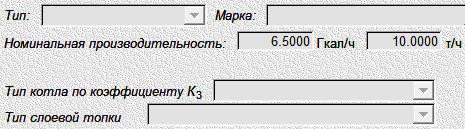 Тип: Марка:
Номинальная производительность: 6.5000 Гкал/ч 10.0000 т/ч
Тип котла по коэффициенту К3
Тип слоевой топки